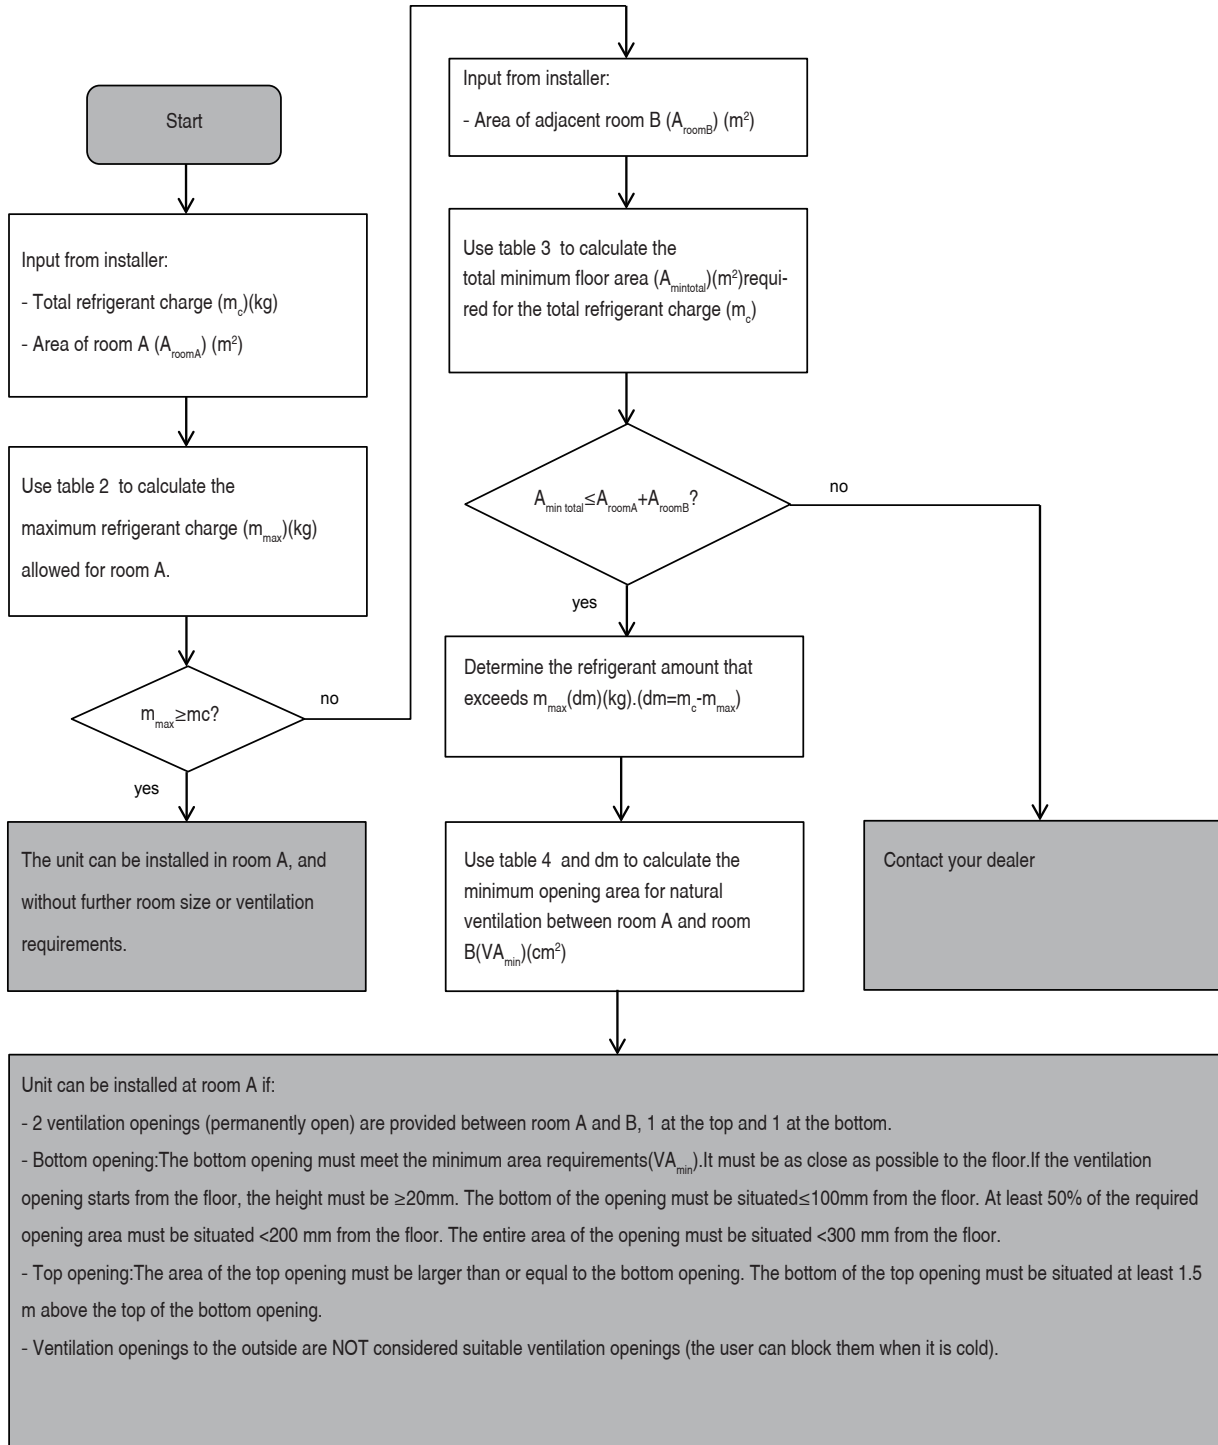 Start
Input from installer:
- Total refrigerant charge (mc)(kg)
- Area of room A (AroomA) (m²)
Use table 2 to calculate the
maximum refrigerant charge (mmax)(kg)
allowed for room A.
mmax≥mc?
no
yes
The unit can be installed in room A, and
without further room size or ventilation
requirements.
Input from installer:
- Area of adjacent room B (AroomB) (m²)
Use table 3 to calculate the
total minimum floor area (Amintotal)(m²)requi-
red for the total refrigerant charge (mc)
Amin total≤AroomA+AroomB?
no
yes
Determine the refrigerant amount that
exceeds mmax(dm)(kg).(dm=mc-mmax)
Use table 4 and dm to calculate the
minimum opening area for natural
ventilation between room A and room
B(VAmin)(cm²)
Contact your dealer
Unit can be installed at room A if:
- 2 ventilation openings (permanently open) are provided between room A and B, 1 at the top and 1 at the bottom.
- Bottom opening:The bottom opening must meet the minimum area requirements(VAmin).It must be as close as possible to the floor.If the ventilation
opening starts from the floor, the height must be ≥20mm. The bottom of the opening must be situated≤100mm from the floor. At least 50% of the required
opening area must be situated <200 mm from the floor. The entire area of the opening must be situated <300 mm from the floor.
- Top opening:The area of the top opening must be larger than or equal to the bottom opening. The bottom of the top opening must be situated at least 1.5
m above the top of the bottom opening.
- Ventilation openings to the outside are NOT considered suitable ventilation openings (the user can block them when it is cold).